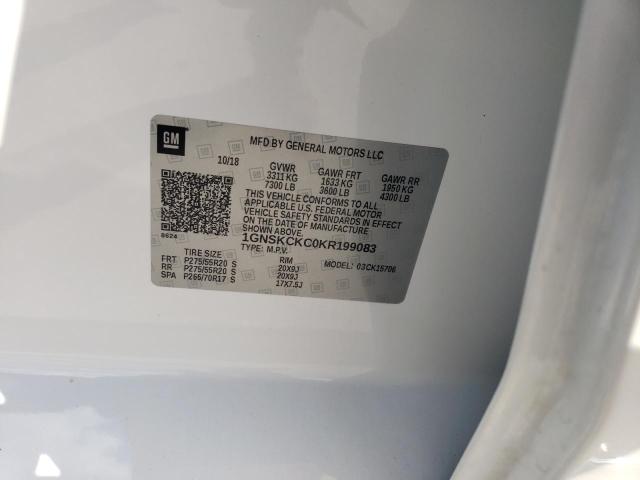 GM
MFD BY GENERAL MOTORS LLC
10/18 GVWR GAWR FRT GAWR RR
3311 KG 1633 KG 1950 KG
7300 LB 3600 LB 4300 LB
THIS VEHICLE CONFORMS TO ALL
APPLICABLE U.S. FEDERAL MOTOR
VEHICLE SAFETY STANDARDS IN EFFECT
ON THE DATE OF MANUFACTURE
SHOWN ABOVE.
1GNSKCKC0KR199083
8624 TYPE: M.P.V. 03CK15706
TIRE SIZE RIM
FRT P275/55R20 S 20X9J
RR P275/55R20 S 20X9J
SPA P265/70R17 S 17X7.5J